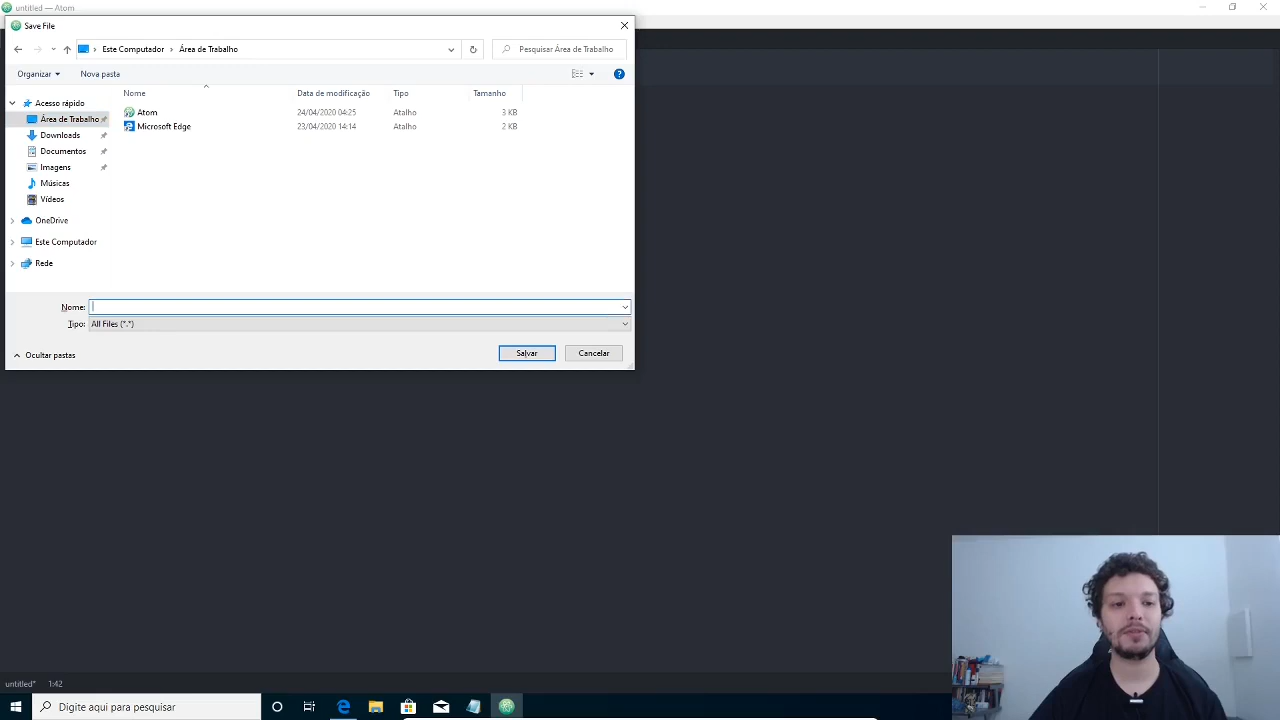 untitled — Atom
Save File
Este Computador
Área de Trabalho
Pesquisar Área de Trabalho
Organizar
Nova pasta
Nome
Data de modificação
Tipo
Tamanho
Acesso rápido
Área de Trabalho
Downloads
Documentos
Imagens
Músicas
Vídeos
OneDrive
Este Computador
Rede
Atom
24/04/2020 04:25
Atalho
3 KB
Microsoft Edge
23/04/2020 14:14
Atalho
2 KB
Nome:
Tipo:
All Files (*.*)
Ocultar pastas
Salvar
Cancelar
untitled*
1:42
Digite aqui para pesquisar